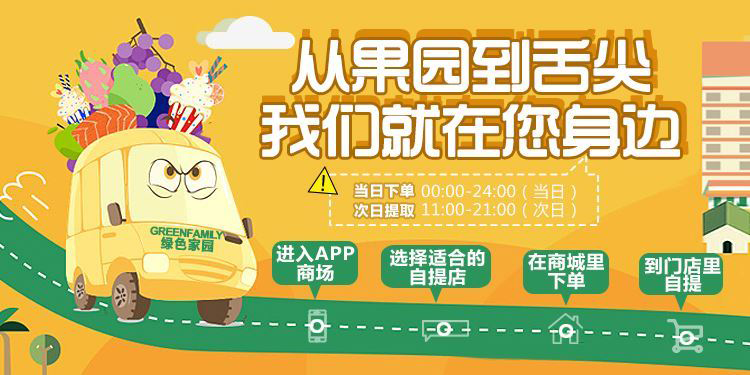 从果园到舌尖
我们就在您身边
当日下单 00:00-24:00（当日）
次日提取 11:00-21:00（次日）
GREENFAMILY
绿色家园
进入APP
商场
选择适合的
自提店
在商城里
下单
到门店里
自提